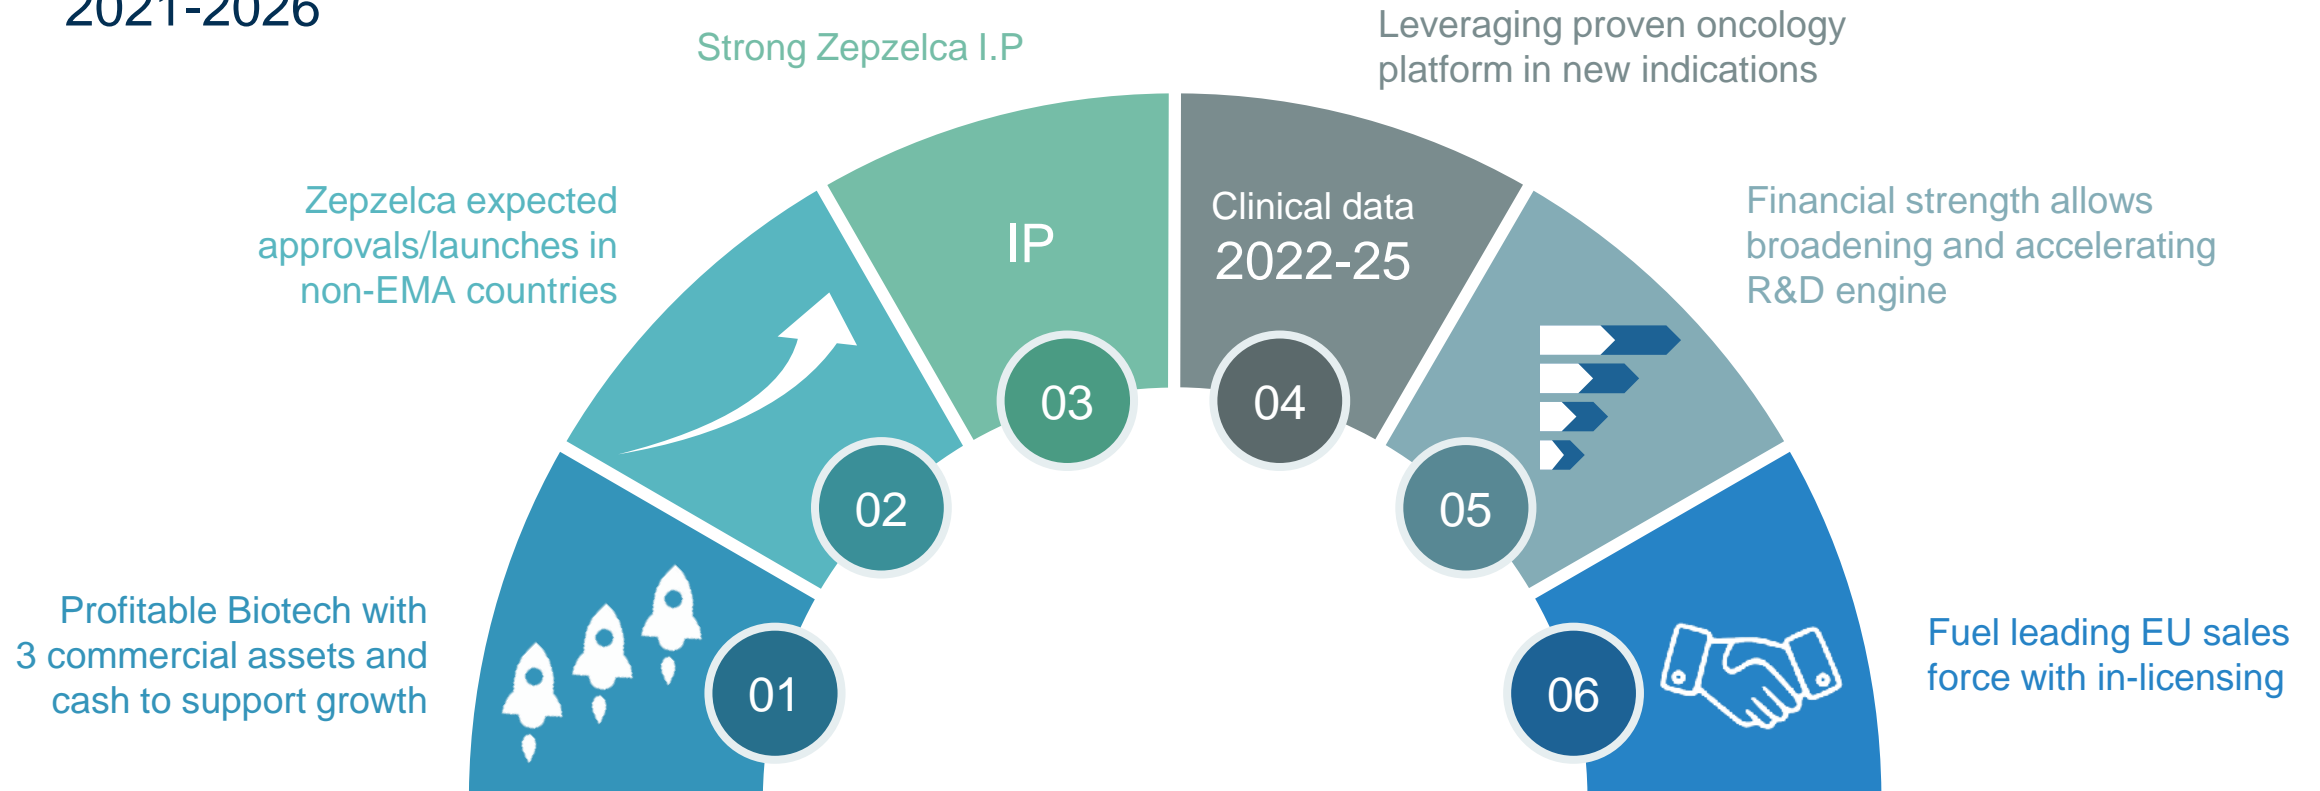 2021-2026
Profitable Biotech with
3 commercial assets and
cash to support growth
01
Zepzelca expected
approvals/launches in
non-EMA countries
02
Strong Zepzelca I.P
IP
03
Leveraging proven oncology
platform in new indications
Clinical data
2022-25
04
Financial strength allows
broadening and accelerating
R&D engine
05
Fuel leading EU sales
force with in-licensing
06